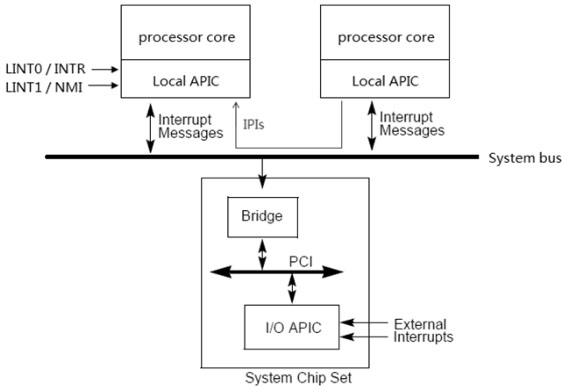 processor core
processor core
LINT0 / INTR
LINT1 / NMI
Local APIC
Local APIC
Interrupt
Messages
IPIs
Interrupt
Messages
System bus
Bridge
PCI
I/O APIC
External
Interrupts
System Chip Set